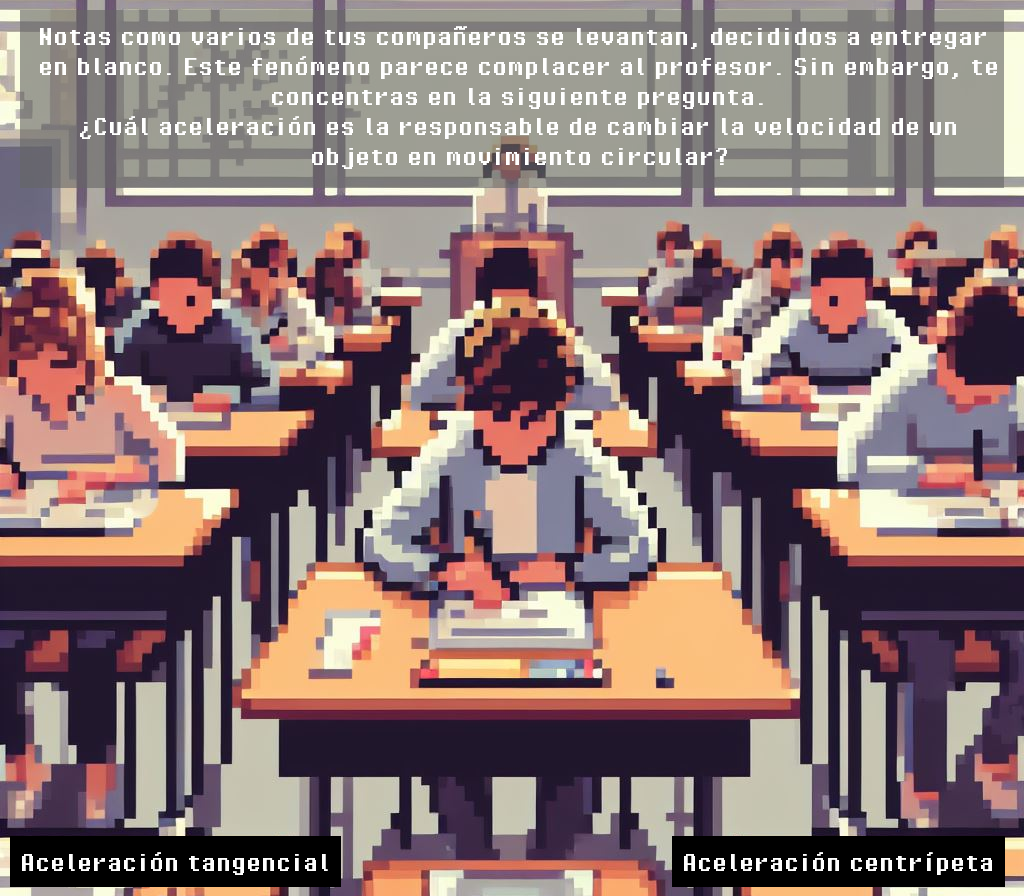 Notas como varios de tus compañeros se levantan, decididos a entregar
en blanco. Este fenómeno parece complacer al profesor. Sin embargo, te
concentras en la siguiente pregunta.
¿Cuál aceleración es la responsable de cambiar la velocidad de un
objeto en movimiento circular?
Aceleración tangencial
Aceleración centrípeta